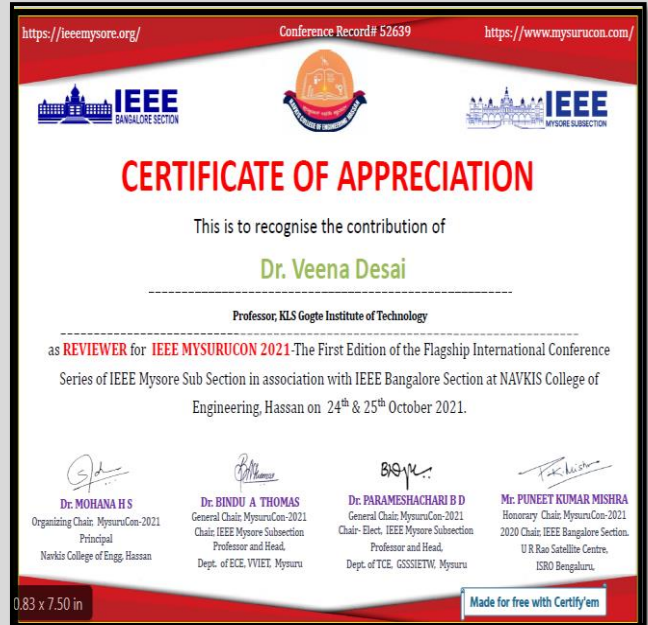 https://ieeemysore.org/ Conference Record# 52639 https://www.mysurucon.com/
IEEE
BANGALORE SECTION
NAVKIS COLLEGE OF ENGINEERING, HASSAN
IEEE
MYSORE SUBSECTION
CERTIFICATE OF APPRECIATION
This is to recognise the contribution of
Dr. Veena Desai
Professor, KLS Gogte Institute of Technology
as REVIEWER for IEEE MYSURUCON 2021-The First Edition of the Flagship International Conference
Series of IEEE Mysore Sub Section in association with IEEE Bangalore Section at NAVKIS College of
Engineering, Hassan on 24th & 25th October 2021.
Dr. MOHANA H S
Organizing Chair, MysuruCon-2021
Principal
Navkis College of Engg, Hassan
Dr. BINDU A THOMAS
General Chair, MysuruCon-2021
Chair, IEEE Mysore Subsection
Professor and Head,
Dept. of ECE, VVIET, Mysuru
Dr. PARAMESHACHARI B D
General Chair, MysuruCon-2021
Chair- Elect, IEEE Mysore Subsection
Professor and Head,
Dept. of TCE, GSSSIETW, Mysuru
Mr. PUNEET KUMAR MISHRA
Honorary Chair, MysuruCon-2021
2020 Chair, IEEE Bangalore Section.
U R Rao Satellite Centre,
ISRO Bengaluru,
0.83 x 7.50 in
Made for free with Certify'em